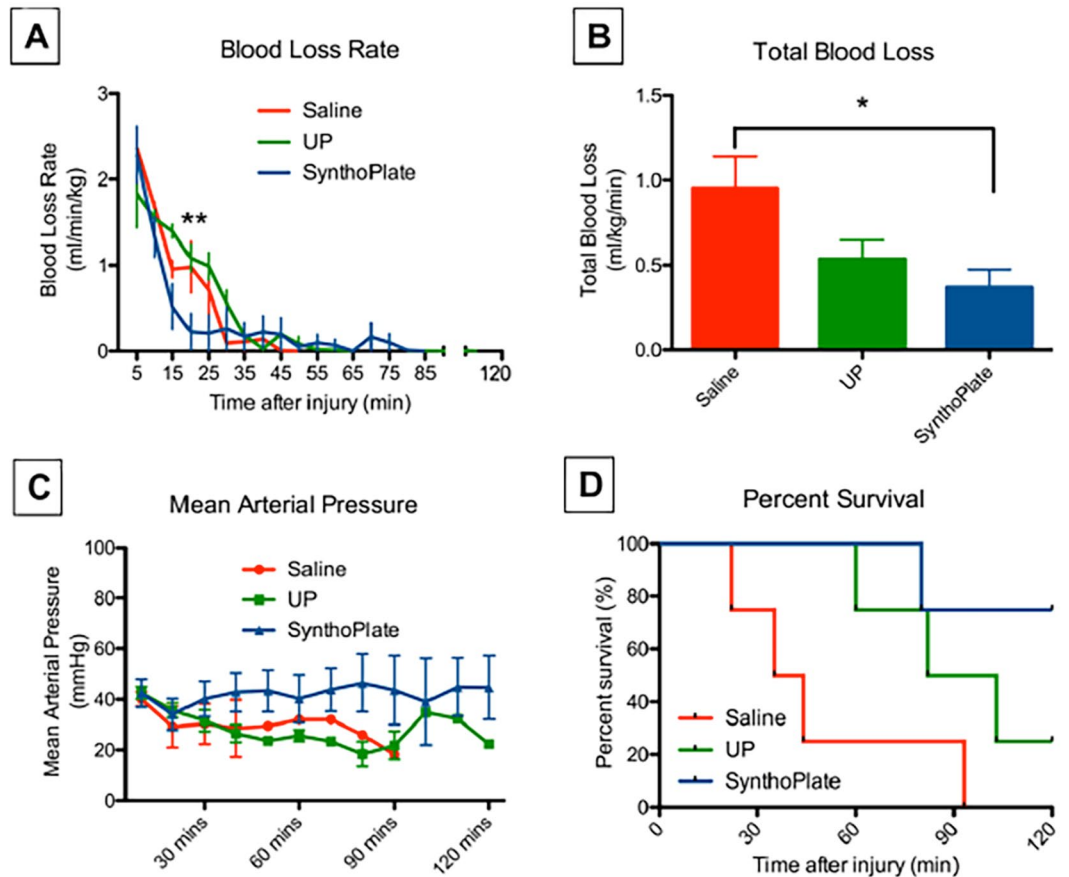 A
Blood Loss Rate
Blood Loss Rate
(ml/min/kg)
3
2
1
0
Saline
UP
SynthoPlate
**
5 15 25 35 45 55 65 75 85 120
Time after injury (min)
B
Total Blood Loss
Total Blood Loss
(ml/kg/min)
1.5
1.0
0.5
0.0
*
Saline
UP
SynthoPlate
C
Mean Arterial Pressure
Mean Arterial Pressure
(mmHg)
100
80
60
40
20
0
Saline
UP
SynthoPlate
30 mins
60 mins
90 mins
120 mins
D
Percent Survival
Percent survival (%)
100
80
60
40
20
0
Saline
UP
SynthoPlate
0 30 60 90 120
Time after injury (min)